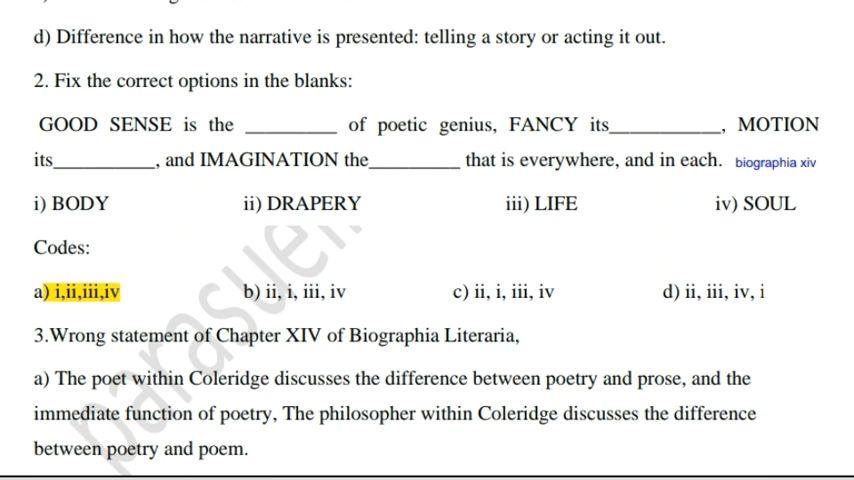 d) Difference in how the narrative is presented: telling a story or acting it out.
2. Fix the correct options in the blanks:
GOOD SENSE is the _________ of poetic genius, FANCY its___________, MOTION
its__________, and IMAGINATION the_________ that is everywhere, and in each. biographia xiv
i) BODY ii) DRAPERY iii) LIFE iv) SOUL
Codes:
a) i,ii,iii,iv b) ii, i, iii, iv c) ii, i, iii, iv d) ii, iii, iv, i
3.Wrong statement of Chapter XIV of Biographia Literaria,
a) The poet within Coleridge discusses the difference between poetry and prose, and the
immediate function of poetry, The philosopher within Coleridge discusses the difference
between poetry and poem.